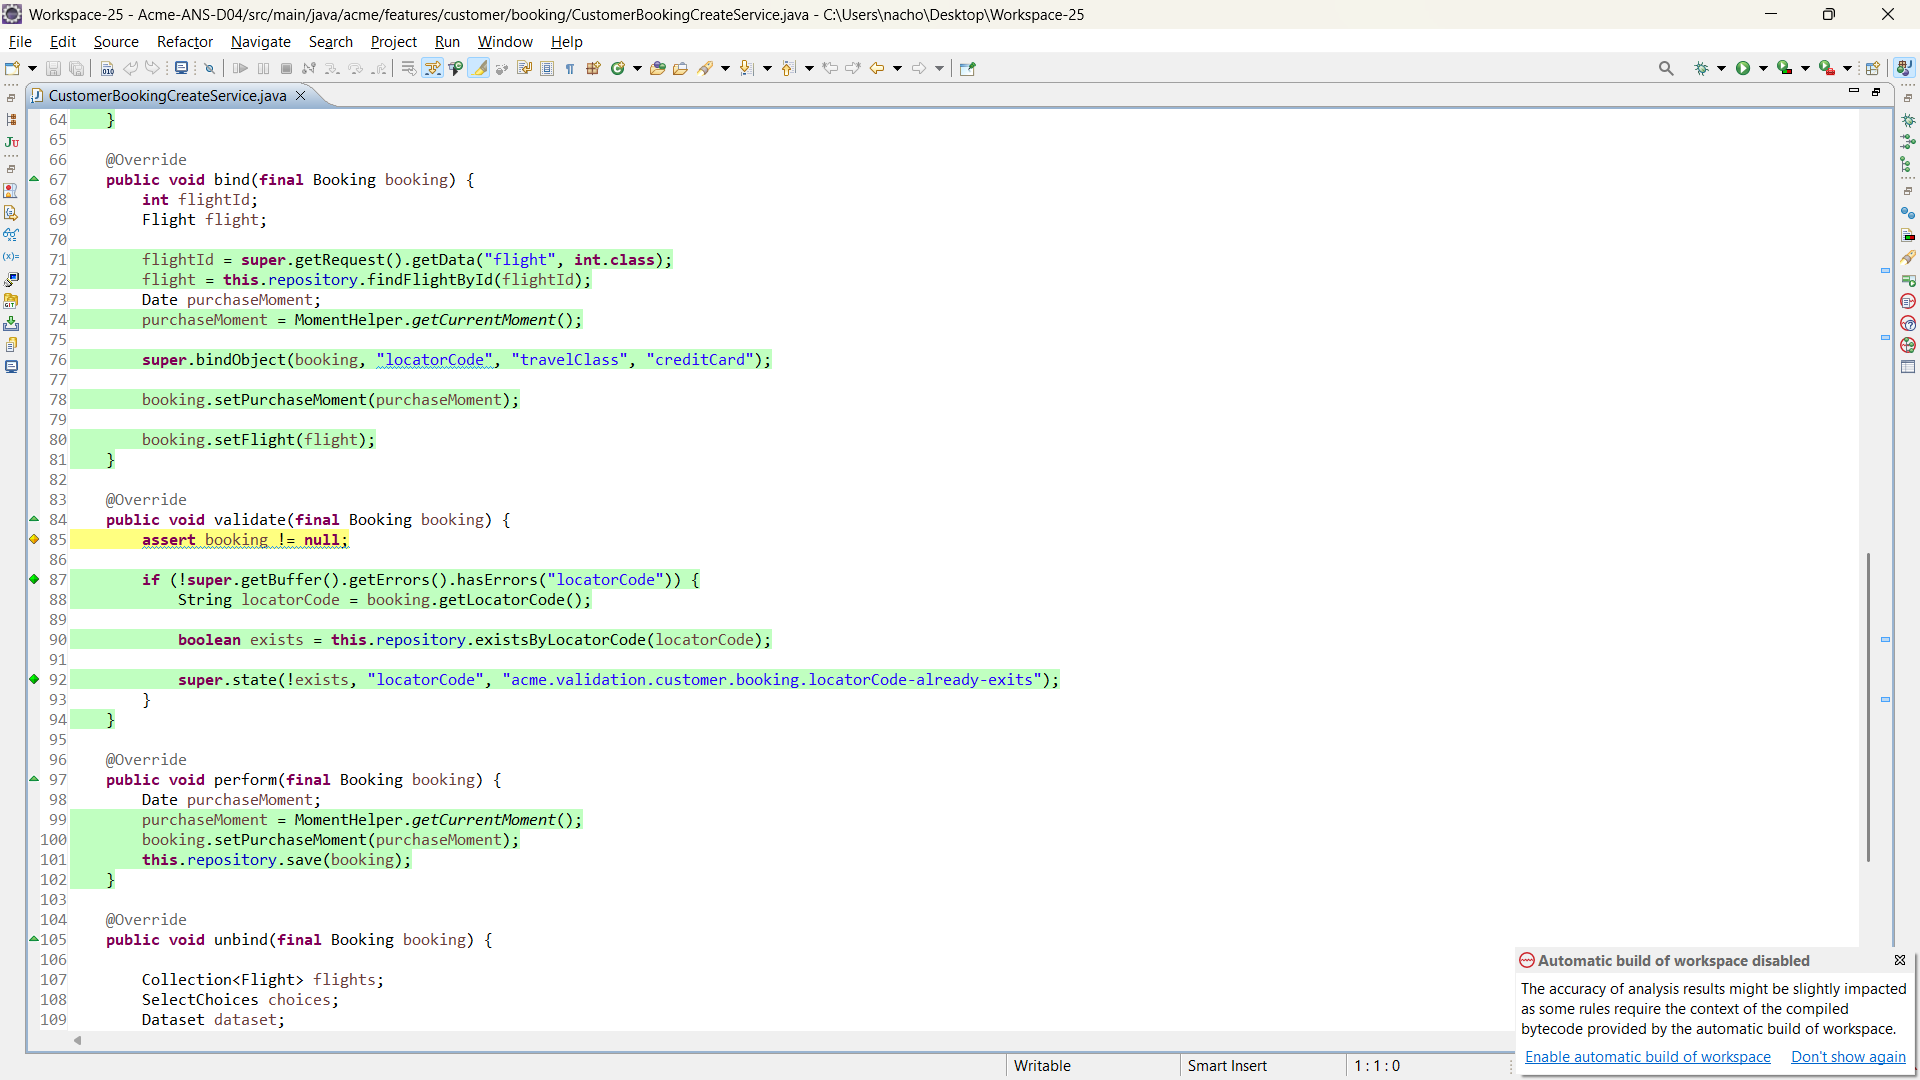 Workspace-25 - Acme-ANS-D04/src/main/java/acme/features/customer/booking/CustomerBookingCreateService.java - C:\Users\nacho\Desktop\Workspace-25
File Edit Source Refactor Navigate Search Project Run Window Help
CustomerBookingCreateService.java
64 }
65
66 @Override
67 public void bind(final Booking booking) {
68 int flightId;
69 Flight flight;
70
71 flightId = super.getRequest().getData("flight", int.class);
72 flight = this.repository.findFlightById(flightId);
73 Date purchaseMoment;
74 purchaseMoment = MomentHelper.getCurrentMoment();
75
76 super.bindObject(booking, "locatorCode", "travelClass", "creditCard");
77
78 booking.setPurchaseMoment(purchaseMoment);
79
80 booking.setFlight(flight);
81 }
82
83 @Override
84 public void validate(final Booking booking) {
85 assert booking != null;
86
87 if (!super.getBuffer().getErrors().hasErrors("locatorCode")) {
88 String locatorCode = booking.getLocatorCode();
89
90 boolean exists = this.repository.existsByLocatorCode(locatorCode);
91
92 super.state(!exists, "locatorCode", "acme.validation.customer.booking.locatorCode-already-exits");
93 }
94 }
95
96 @Override
97 public void perform(final Booking booking) {
98 Date purchaseMoment;
99 purchaseMoment = MomentHelper.getCurrentMoment();
100 booking.setPurchaseMoment(purchaseMoment);
101 this.repository.save(booking);
102 }
103
104 @Override
105 public void unbind(final Booking booking) {
106
107 Collection<Flight> flights;
108 SelectChoices choices;
109 Dataset dataset;
Automatic build of workspace disabled
The accuracy of analysis results might be slightly impacted
as some rules require the context of the compiled
bytecode provided by the automatic build of workspace.
Enable automatic build of workspace Don't show again
Writable Smart Insert 1 : 1 : 0